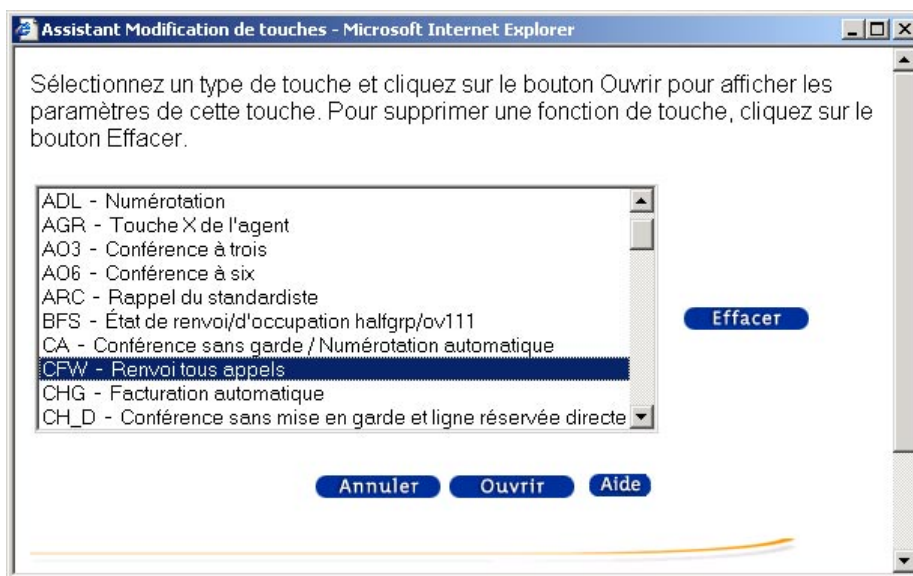 Assistant Modification de touches - Microsoft Internet Explorer
Sélectionnez un type de touche et cliquez sur le bouton Ouvrir pour afficher les
paramètres de cette touche. Pour supprimer une fonction de touche, cliquez sur le
bouton Effacer.
ADL - Numérotation
AGR - Touche X de l'agent
AO3 - Conférence à trois
AO6 - Conférence à six
ARC - Rappel du standardiste
BFS - État de renvoi/d'occupation halfgrp/ov111
CA - Conférence sans garde / Numérotation automatique
CFW - Renvoi tous appels
CHG - Facturation automatique
CH_D - Conférence sans mise en garde et ligne réservée directe
Effacer
Annuler Ouvrir Aide